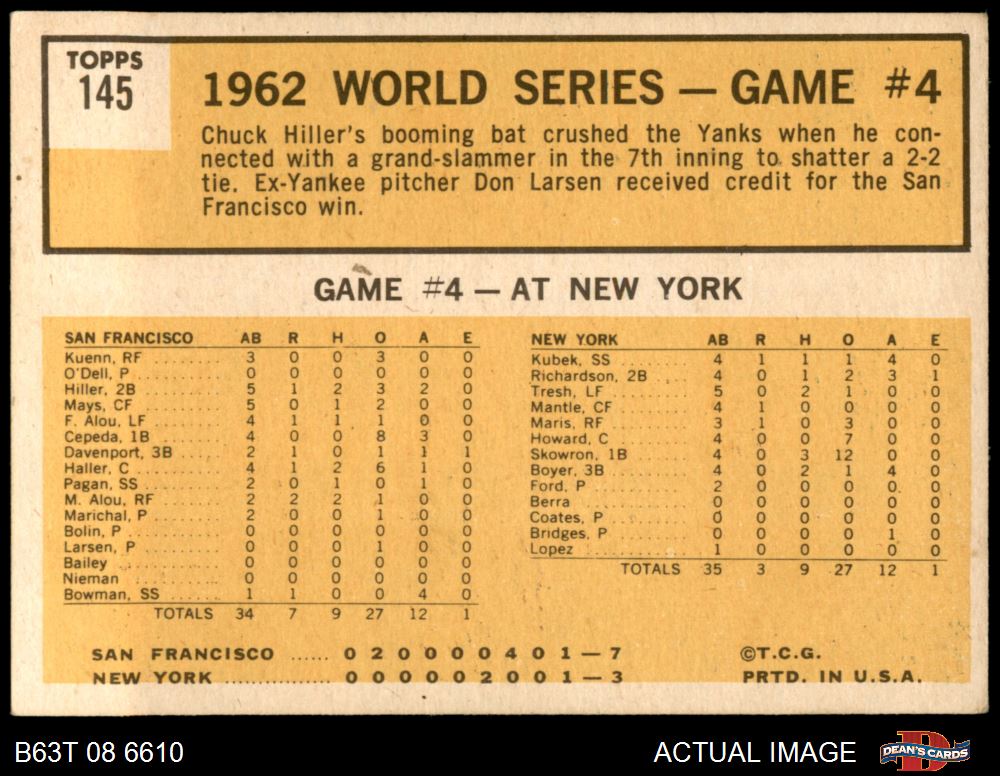 TOPPS
145
1962 WORLD SERIES — GAME #4
Chuck Hiller's booming bat crushed the Yanks when he con-
nected with a grand-slammer in the 7th inning to shatter a 2-2
tie. Ex-Yankee pitcher Don Larsen received credit for the San
Francisco win.
GAME #4 — AT NEW YORK
SAN FRANCISCO AB R H O A E
Kuenn, RF ........ 3 0 0 3 0 0
O'Dell, P ........ 0 0 0 0 0 0
Hiller, 2B ........ 5 1 2 3 2 0
Mays, CF ........ 5 0 1 2 0 0
F. Alou, LF ...... 4 1 1 1 0 0
Cepeda, 1B ...... 4 0 0 8 3 0
Davenport, 3B .... 2 1 0 1 1 1
Haller, C ........ 4 1 2 6 1 0
Pagan, SS ........ 2 0 1 0 1 0
M. Alou, RF ...... 2 2 2 1 0 0
Marichal, P ...... 2 0 0 1 0 0
Bolin, P ........ 0 0 0 0 0 0
Larsen, P ........ 0 0 0 1 0 0
Bailey ........ 0 0 0 0 0 0
Nieman ........ 0 0 0 0 0 0
Bowman, SS ...... 1 1 0 0 4 0
TOTALS 34 7 9 27 12 1
NEW YORK AB R H O A E
Kubek, SS ...... 4 1 1 1 4 0
Richardson, 2B .... 4 0 1 2 3 1
Tresh, LF ...... 5 0 2 1 0 0
Mantle, CF ...... 4 1 0 0 0 0
Maris, RF ...... 3 1 0 3 0 0
Howard, C ...... 4 0 0 7 0 0
Skowron, 1B ...... 4 0 3 12 0 0
Boyer, 3B ...... 4 0 2 1 4 0
Ford, P ........ 2 0 0 0 0 0
Berra ........ 0 0 0 0 0 0
Coates, P ...... 0 0 0 0 0 0
Bridges, P ...... 0 0 0 0 1 0
Lopez ........ 1 0 0 0 0 0
TOTALS 35 3 9 27 12 1
SAN FRANCISCO ...... 0 2 0 0 0 0 4 0 1 — 7
NEW YORK ................ 0 0 0 0 0 2 0 0 1 — 3
©T.C.G.
PRTD. IN U.S.A.
B63T 08 6610
ACTUAL IMAGE
DEAN'S CARDS